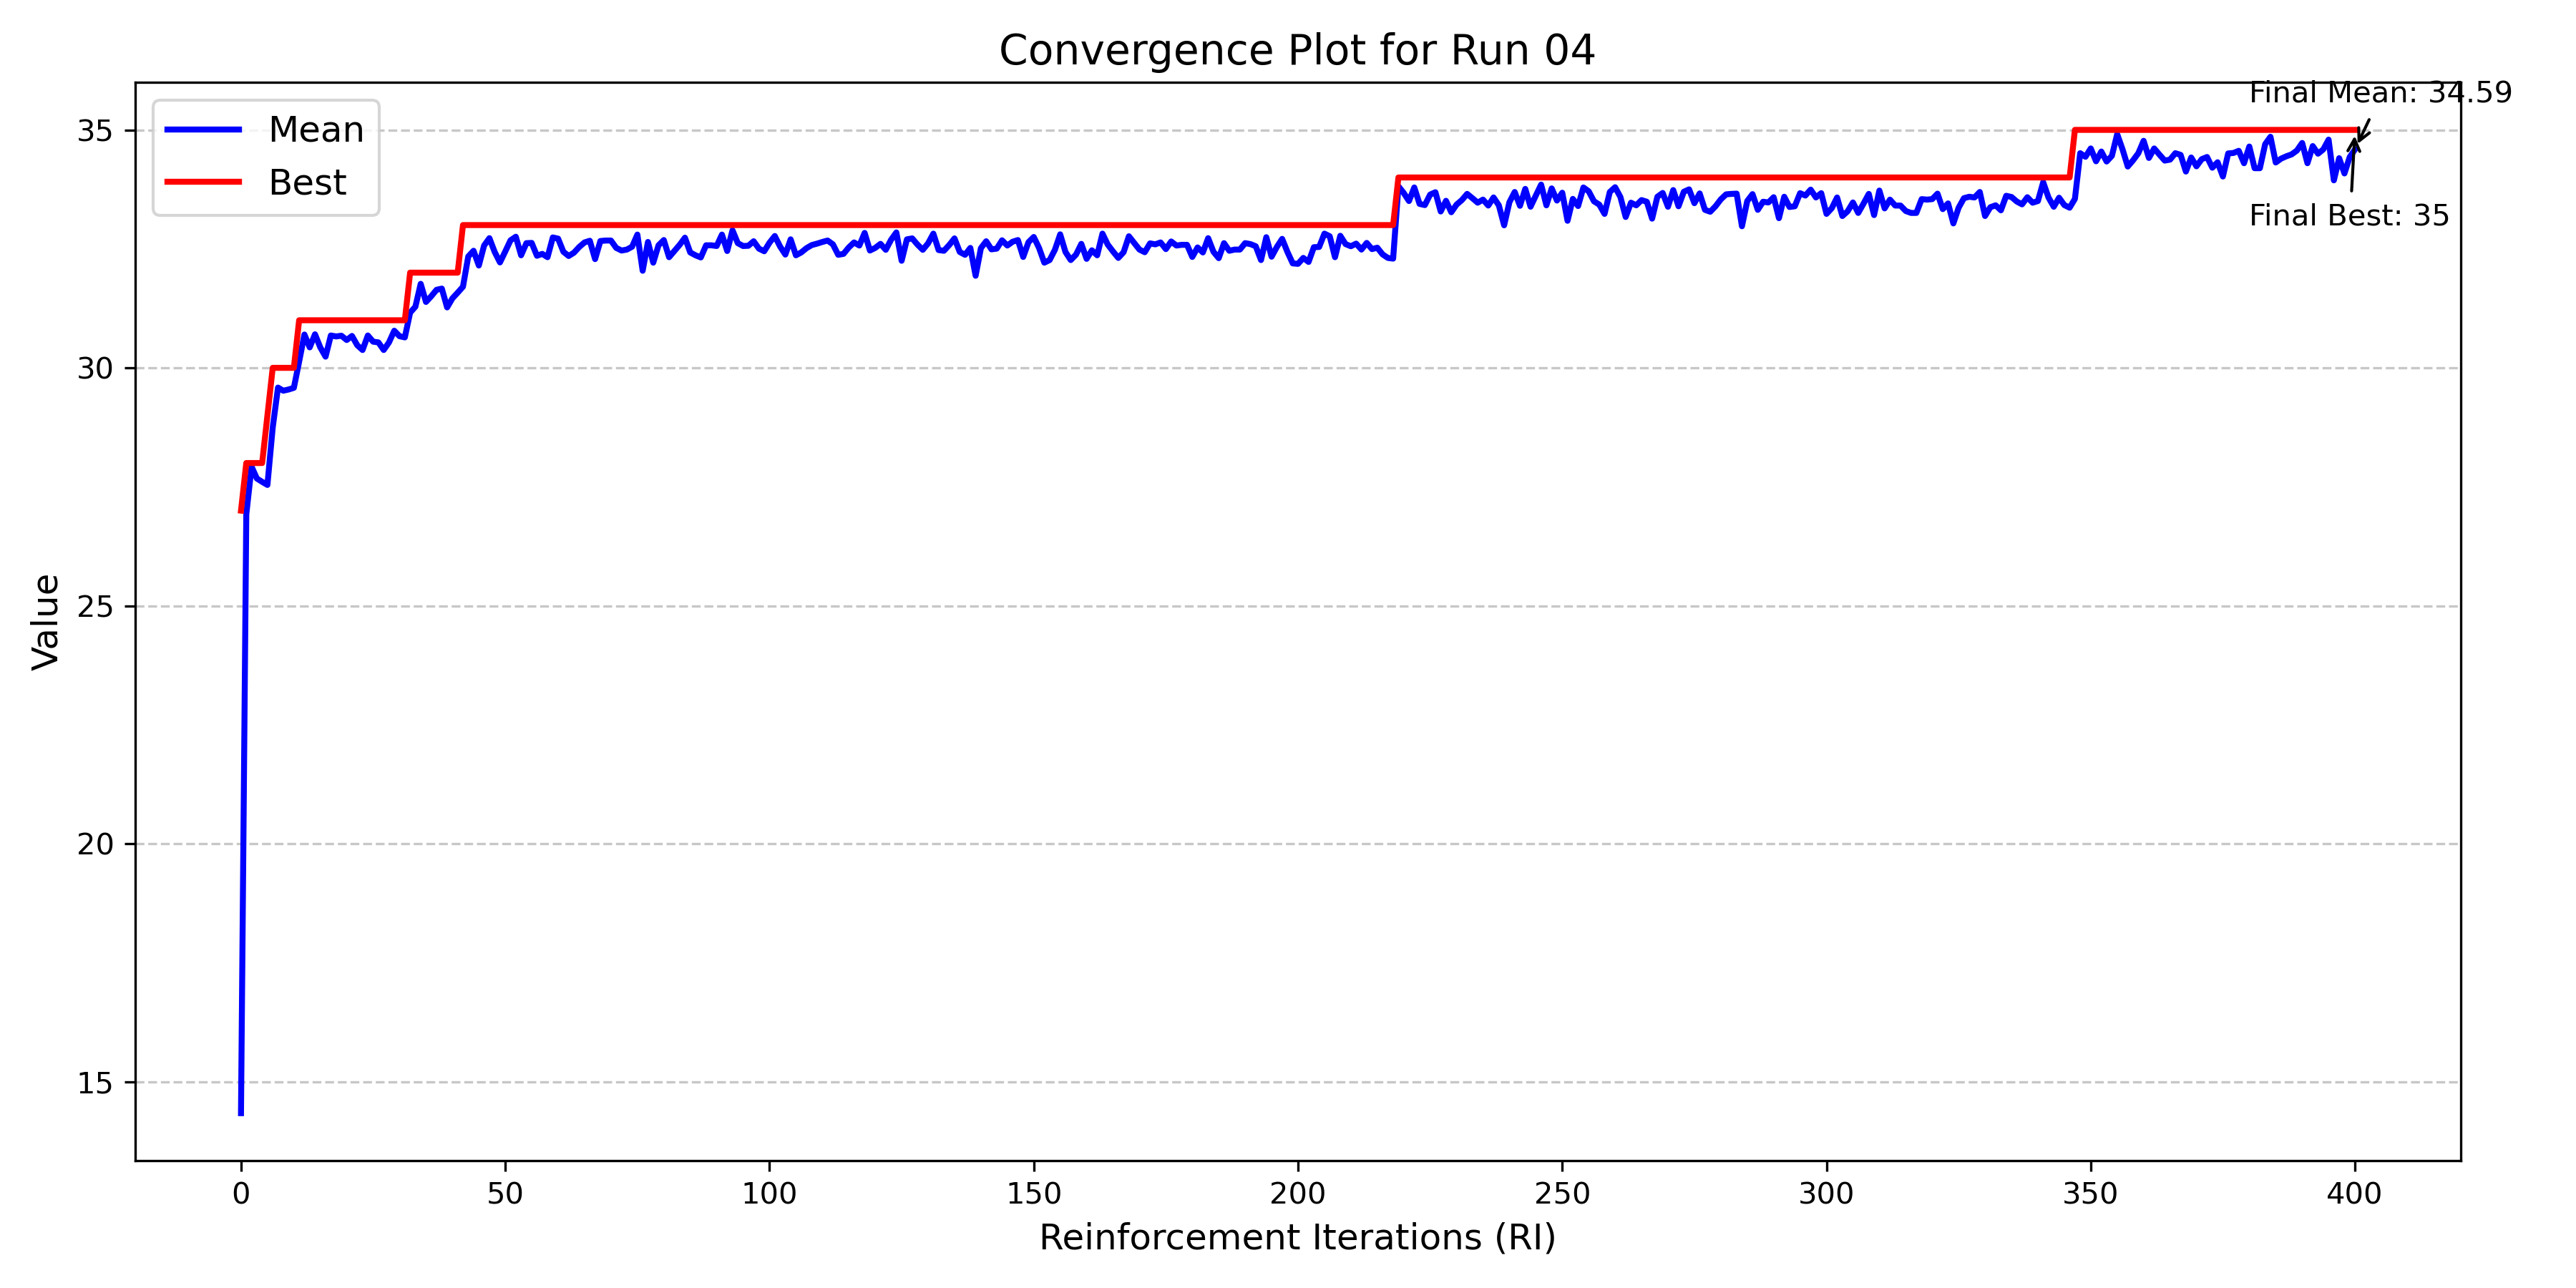 Convergence Plot for Run 04
Mean
Best
Final Mean: 34.59
Final Best: 35
35
30
25
20
15
Value
0 50 100 150 200 250 300 350 400
Reinforcement Iterations (RI)